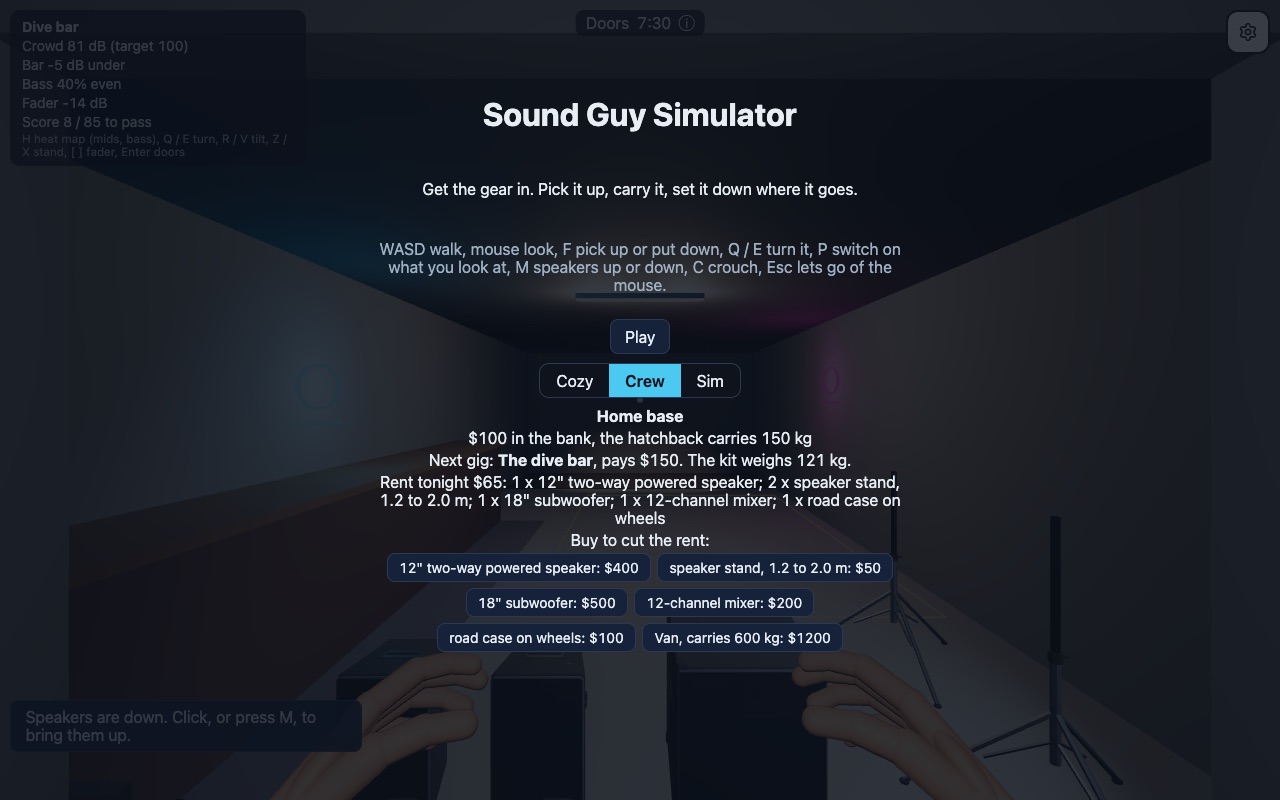 Dive bar
Crowd 81 dB (target 100)
Bar -5 dB under
Bass 40% even
Fader -14 dB
Score 8 / 85 to pass
H heat map (mids, bass), Q / E turn, R / V tilt, Z /
X stand, [ ] fader, Enter doors
Doors 7:30 ⓘ
Sound Guy Simulator
Get the gear in. Pick it up, carry it, set it down where it goes.
WASD walk, mouse look, F pick up or put down, Q / E turn it, P switch on
what you look at, M speakers up or down, C crouch, Esc lets go of the
mouse.
Play
Cozy Crew Sim
Home base
$100 in the bank, the hatchback carries 150 kg
Next gig: The dive bar, pays $150. The kit weighs 121 kg.
Rent tonight $65: 1 x 12" two-way powered speaker; 2 x speaker stand,
1.2 to 2.0 m; 1 x 18" subwoofer; 1 x 12-channel mixer; 1 x road case on
wheels
Buy to cut the rent:
12" two-way powered speaker: $400 speaker stand, 1.2 to 2.0 m: $50
18" subwoofer: $500 12-channel mixer: $200
road case on wheels: $100 Van, carries 600 kg: $1200
Speakers are down. Click, or press M, to
bring them up.